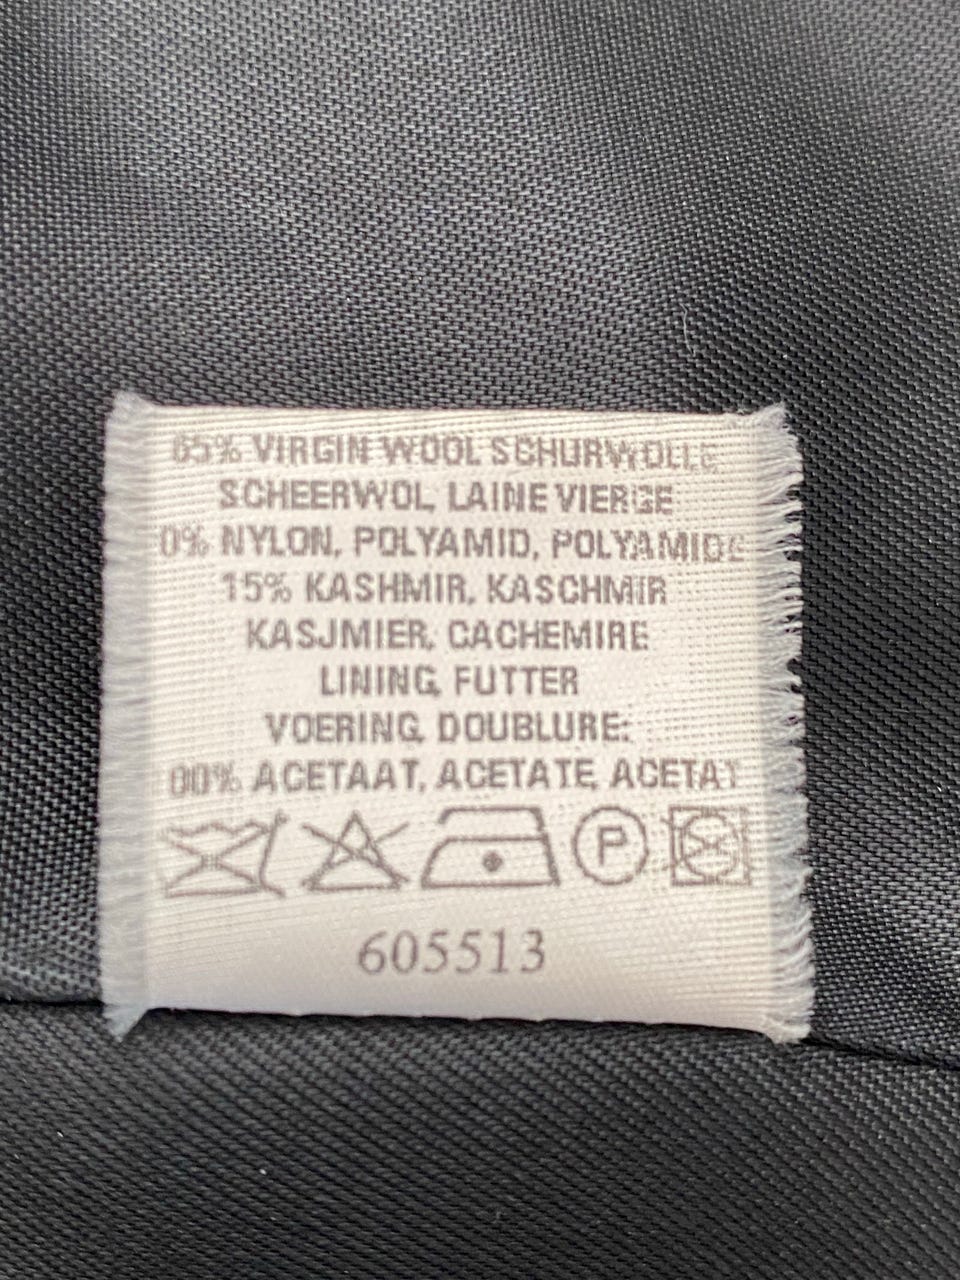 65% VIRGIN WOOL SCHURWOLLE
SCHEERWOL, LAINE VIERGE
0% NYLON, POLYAMID, POLYAMIDE
15% KASHMIR, KASCHMIR
KASJMIER, CACHEMIRE
LINING, FUTTER
VOERING, DOUBLURE:
00% ACETAAT, ACETATE, ACETAT
P
605513